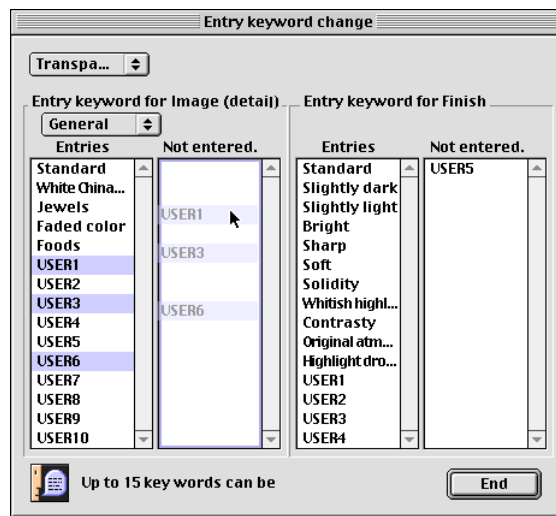 Entry keyword change
Transpa...
Entry keyword for Image (detail)
General
Entries
Not entered.
Standard
White China...
Jewels
Faded color
Foods
USER1
USER2
USER3
USER4
USER5
USER6
USER7
USER8
USER9
USER10
USER1
USER3
USER6
Entry keyword for Finish
Entries
Not entered.
Standard
Slightly dark
Slightly light
Bright
Sharp
Soft
Solidity
Whitish highl...
Contrasty
Original atm...
Highlight dro...
USER1
USER2
USER3
USER4
USER5
Up to 15 key words can be
End